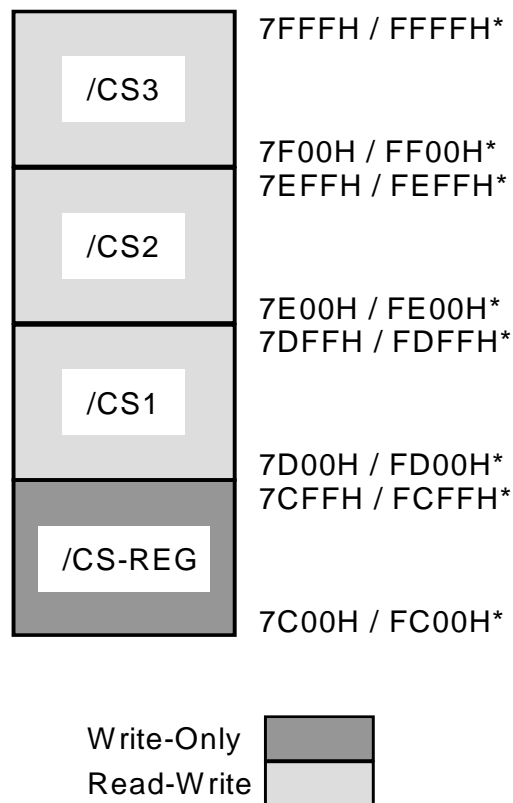 7FFFH / FFFFH*
/CS3
7F00H / FF00H*
7EFFH / FEFFH*
/CS2
7E00H / FE00H*
7DFFH / FDFFH*
/CS1
7D00H / FD00H*
7CFFH / FCFFH*
/CS-REG
7C00H / FC00H*
Write-Only
Read-Write